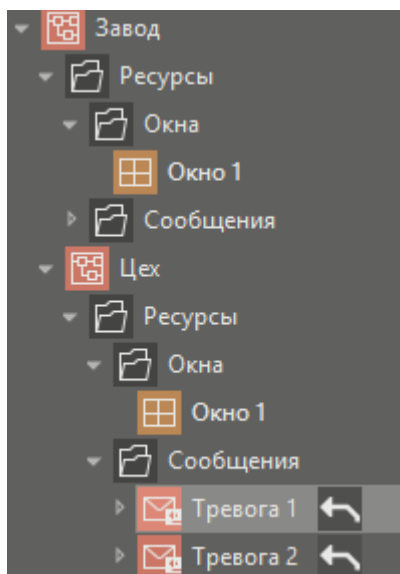 Завод
Ресурсы
Окна
Окно 1
Сообщения
Цех
Ресурсы
Окна
Окно 1
Сообщения
Тревога 1
Тревога 2